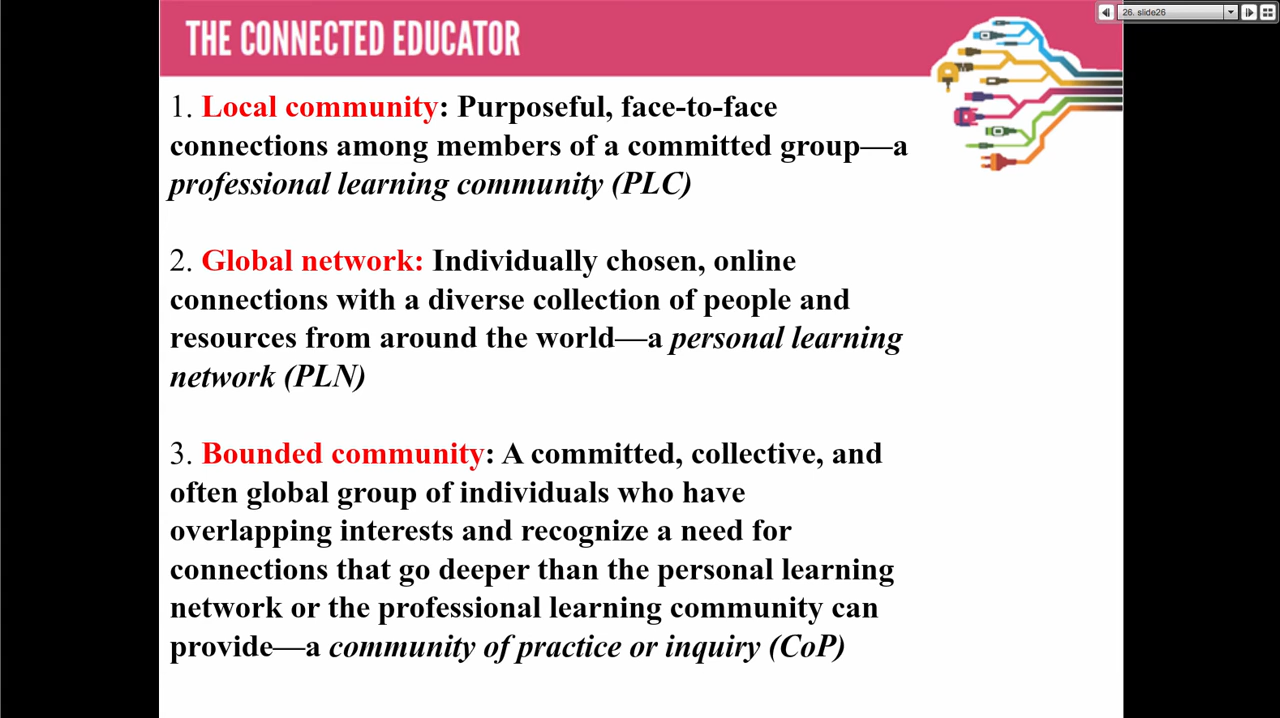 26. slide26
THE CONNECTED EDUCATOR
1. Local community: Purposeful, face-to-face
connections among members of a committed group—a
professional learning community (PLC)
2. Global network: Individually chosen, online
connections with a diverse collection of people and
resources from around the world—a personal learning
network (PLN)
3. Bounded community: A committed, collective, and
often global group of individuals who have
overlapping interests and recognize a need for
connections that go deeper than the personal learning
network or the professional learning community can
provide—a community of practice or inquiry (CoP)